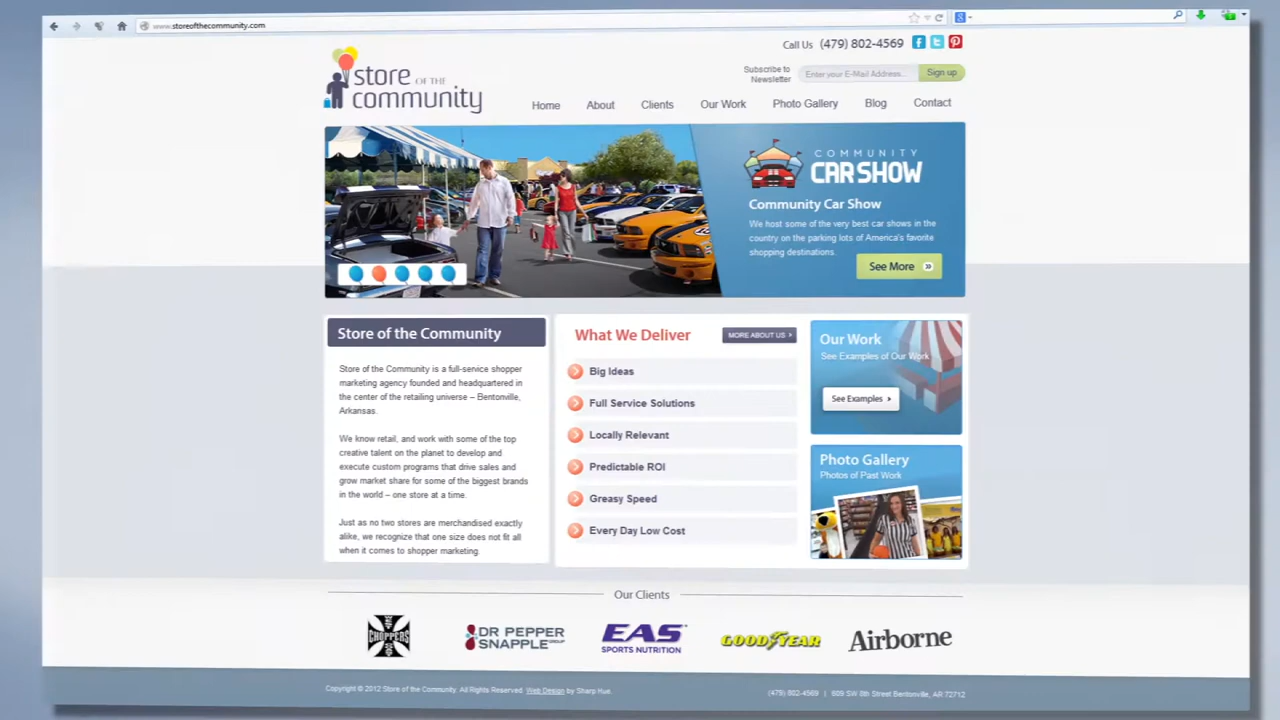 www.storeofthecommunity.com
Call Us (479) 802-4569
Subscribe to
Newsletter
Enter your E-Mail Address...
Sign up
store OF THE
community
Home About Clients Our Work Photo Gallery Blog Contact
COMMUNITY
CAR SHOW
Community Car Show
We host some of the very best car shows in the
country on the parking lots of America's favorite
shopping destinations.
See More
Store of the Community
Store of the Community is a full-service shopper
marketing agency founded and headquartered in
the center of the retailing universe – Bentonville,
Arkansas.
We know retail, and work with some of the top
creative talent on the planet to develop and
execute custom programs that drive sales and
grow market share for some of the biggest brands
in the world – one store at a time.
Just as no two stores are merchandised exactly
alike, we recognize that one size does not fit all
when it comes to shopper marketing.
What We Deliver
MORE ABOUT US
Big Ideas
Full Service Solutions
Locally Relevant
Predictable ROI
Greasy Speed
Every Day Low Cost
Our Work
See Examples of Our Work
See Examples
Photo Gallery
Photos of Past Work
Our Clients
CHOPPERS
DR PEPPER
SNAPPLE GROUP
EAS
SPORTS NUTRITION
GOODYEAR
Airborne
Copyright © 2012 Store of the Community. All Rights Reserved. Web Design by Sharp Hue.
(479) 802-4569 | 609 SW 8th Street Bentonville, AR 72712